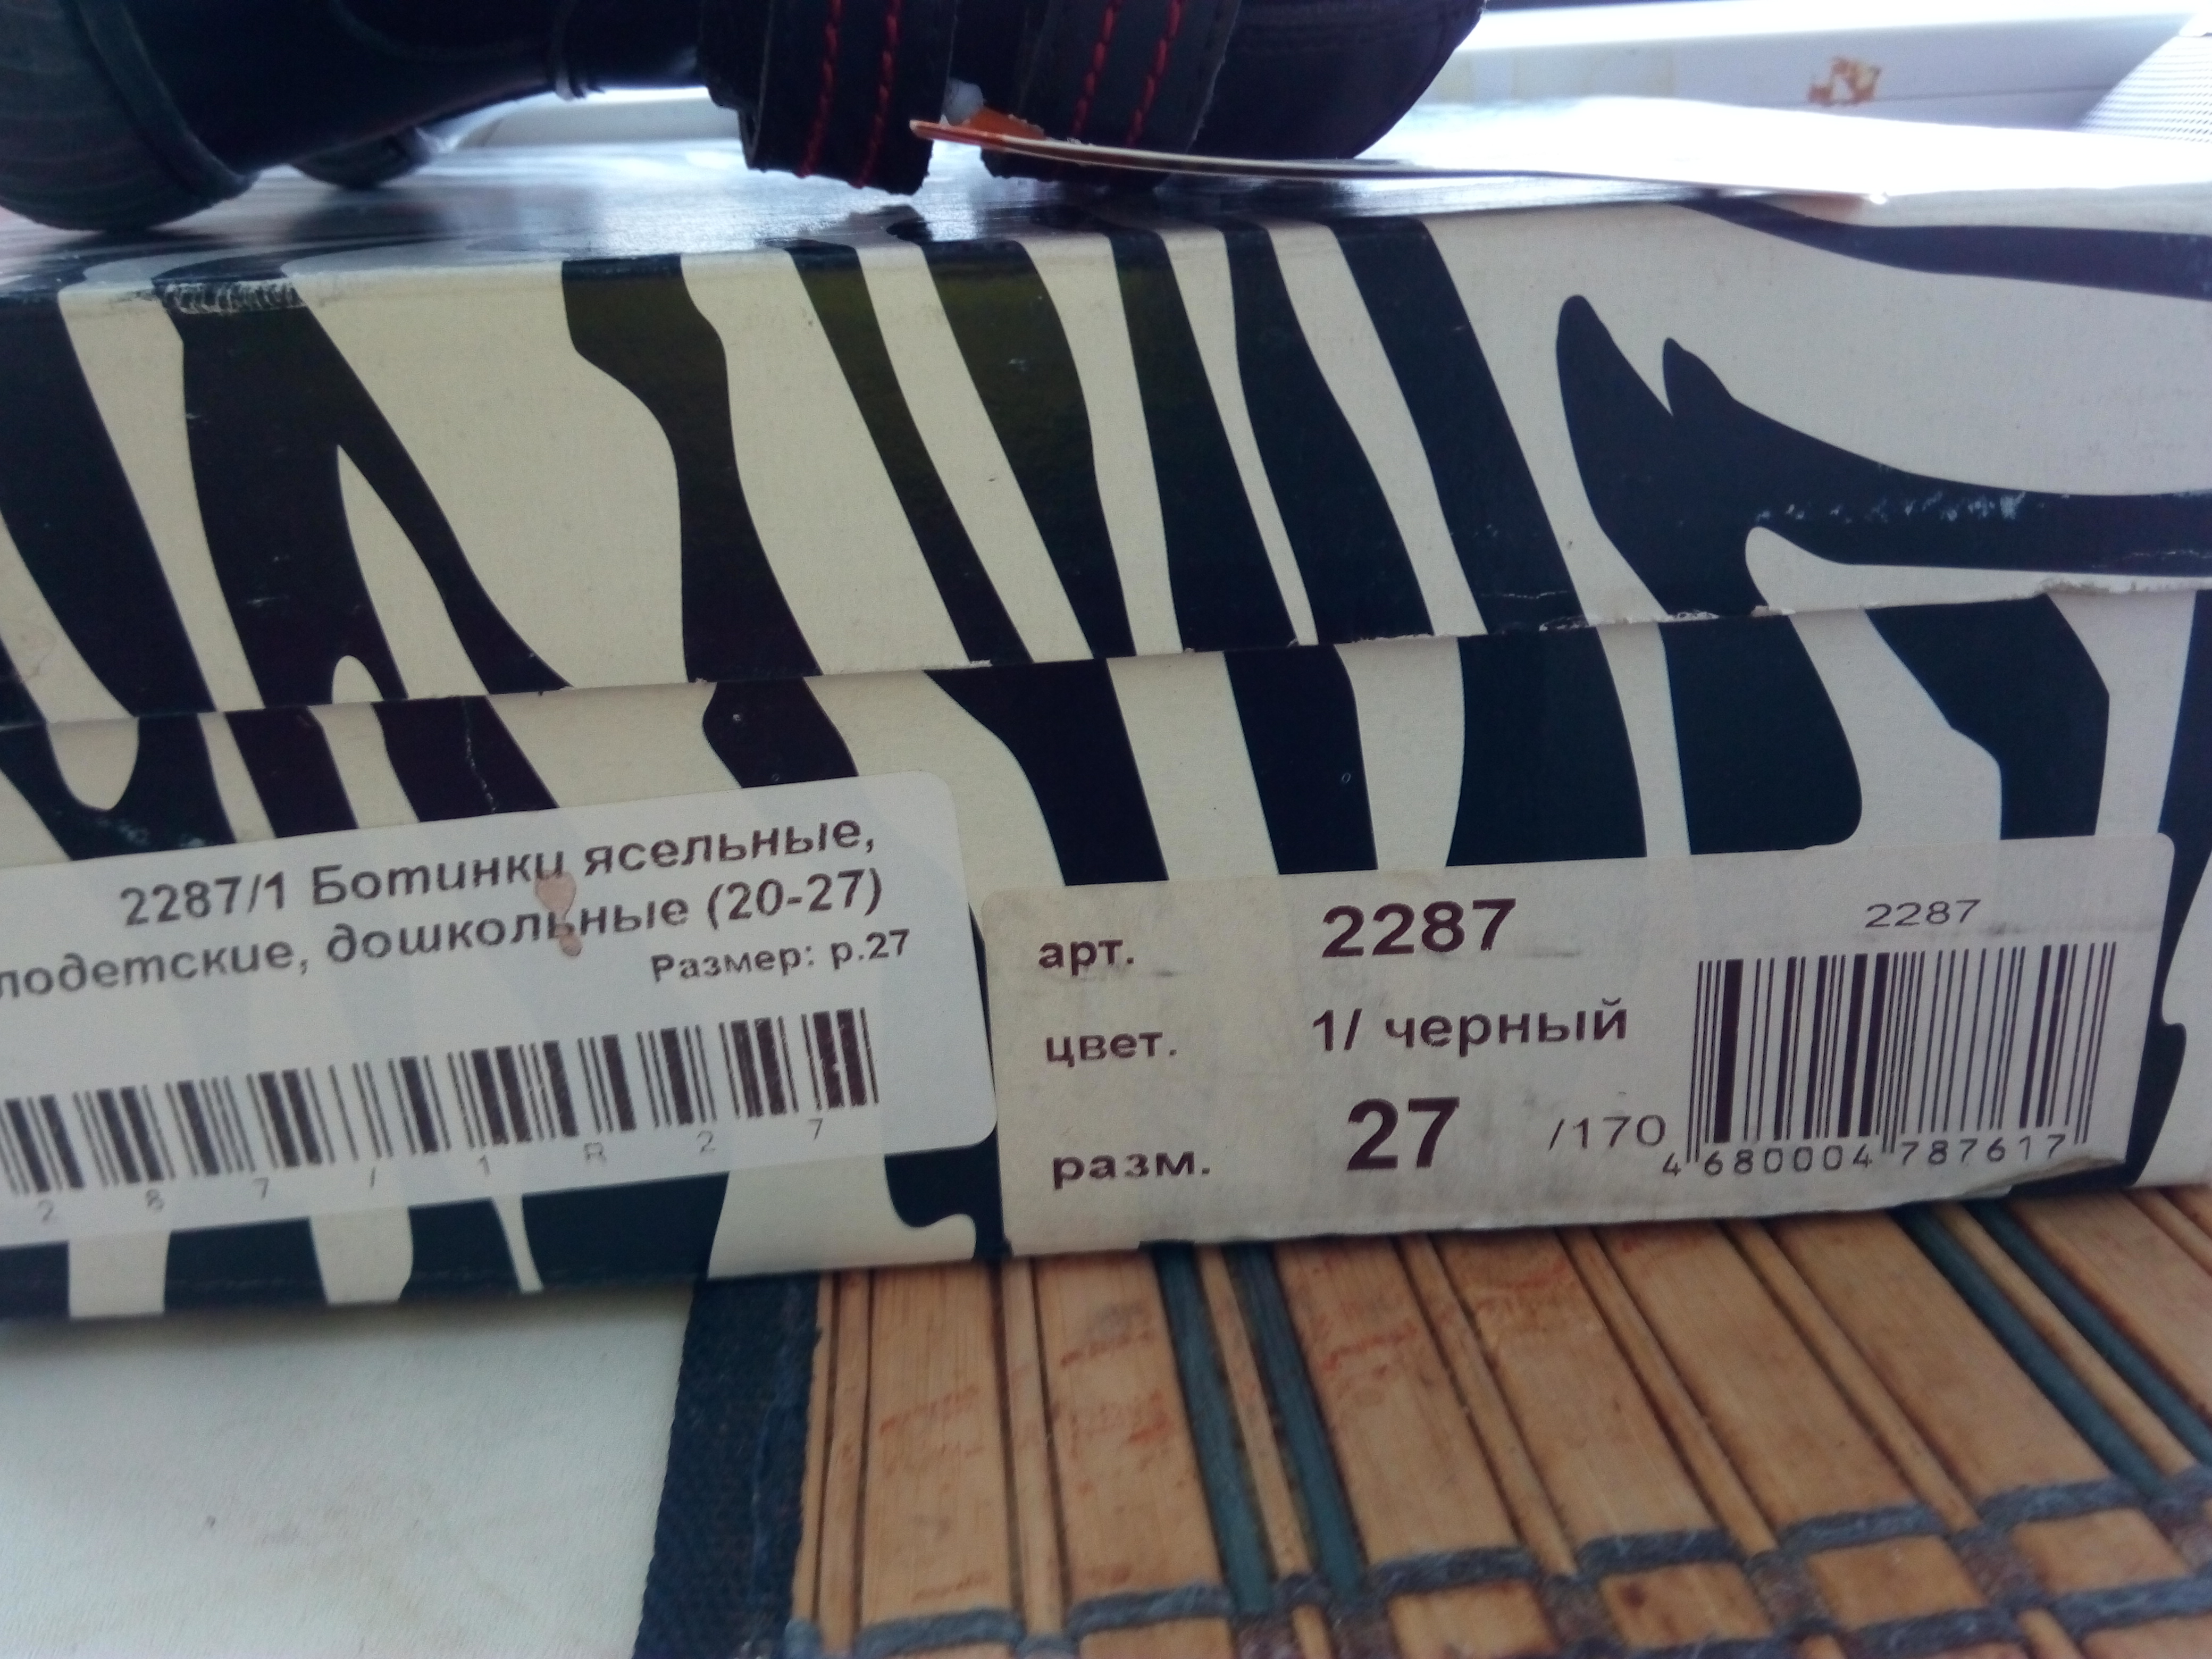 2287/1 Ботинки ясельные,
дошкольные (20-27)
Размер: р.27
2 8 7 / 1 R 2 7
арт. 2287
цвет. 1/ черный
разм. 27 /170
2287
4 680004 787617